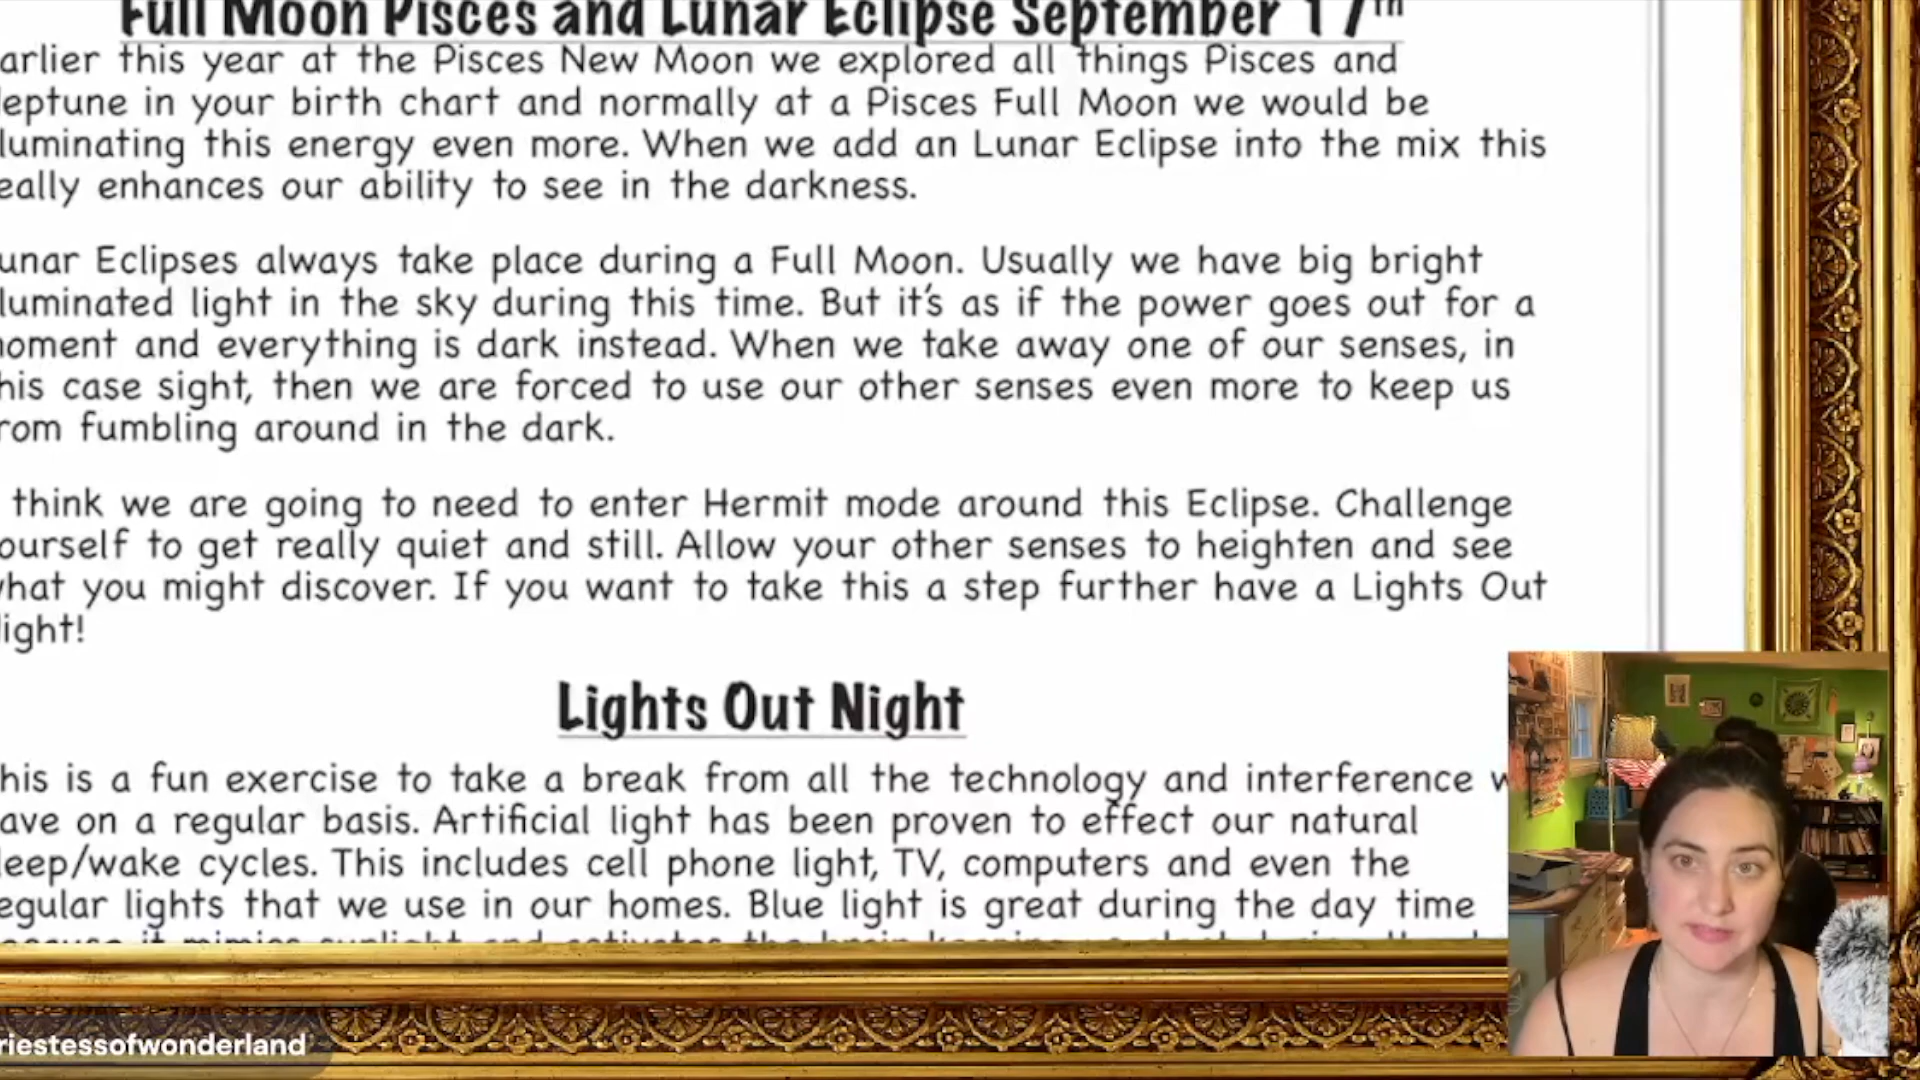 Full Moon Pisces and Lunar Eclipse September 17th
arlier this year at the Pisces New Moon we explored all things Pisces and
eptune in your birth chart and normally at a Pisces Full Moon we would be
luminating this energy even more. When we add an Lunar Eclipse into the mix this
eally enhances our ability to see in the darkness.
unar Eclipses always take place during a Full Moon. Usually we have big bright
luminated light in the sky during this time. But it's as if the power goes out for a
oment and everything is dark instead. When we take away one of our senses, in
his case sight, then we are forced to use our other senses even more to keep us
rom fumbling around in the dark.
think we are going to need to enter Hermit mode around this Eclipse. Challenge
ourself to get really quiet and still. Allow your other senses to heighten and see
hat you might discover. If you want to take this a step further have a Lights Out
ight!
Lights Out Night
his is a fun exercise to take a break from all the technology and interference w
ave on a regular basis. Artificial light has been proven to effect our natural
leep/wake cycles. This includes cell phone light, TV, computers and even the
egular lights that we use in our homes. Blue light is great during the day time
because it mimics sunlight and activates the brain keeping
riestessofwonderland